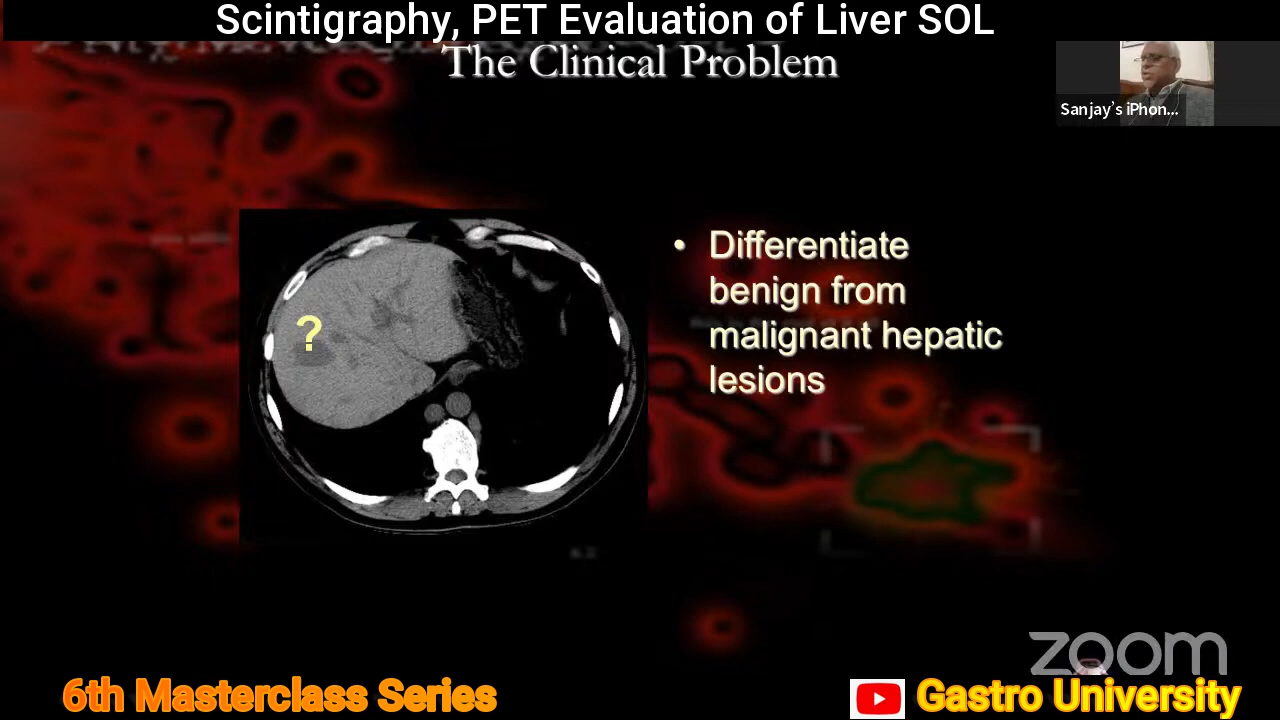 Scintigraphy, PET Evaluation of Liver SOL
The Clinical Problem
Sanjay's iPhon...
?
• Differentiate
benign from
malignant hepatic
lesions
zoom
6th Masterclass Series
Gastro University